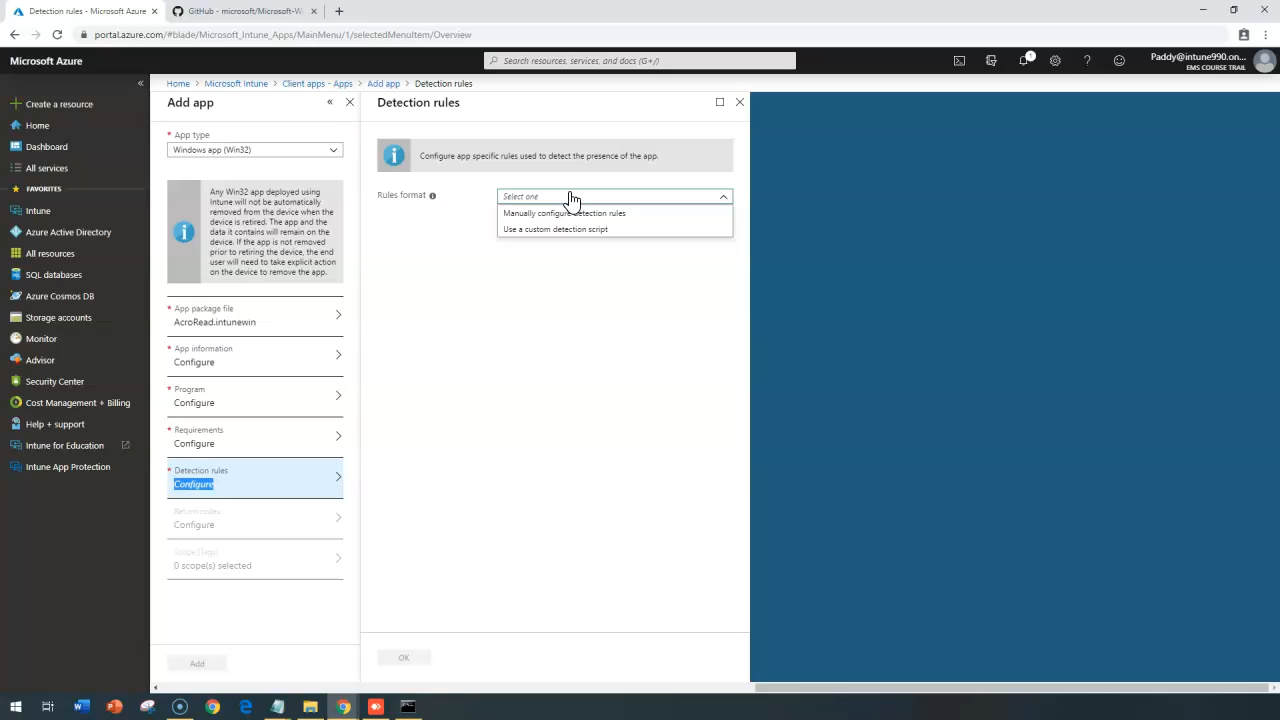 Detection rules - Microsoft Azure
GitHub - microsoft/Microsoft-W
portal.azure.com/#blade/Microsoft_Intune_Apps/MainMenu/1/selectedMenuItem/Overview
Microsoft Azure
Search resources, services, and docs (G+/)
1
Paddy@intune990.on...
EMS COURSE TRAIL
Create a resource
Home
Dashboard
All services
FAVORITES
Intune
Azure Active Directory
All resources
SQL databases
Azure Cosmos DB
Storage accounts
Monitor
Advisor
Security Center
Cost Management + Billing
Help + support
Intune for Education
Intune App Protection
Home > Microsoft Intune > Client apps - Apps > Add app > Detection rules
Add app
* App type
Windows app (Win32)
Any Win32 app deployed using
Intune will not be automatically
removed from the device when
the device is retired. The app and the
data it contains will remain on the
device. If the app is not removed
prior to retiring the device, the end
user will need to take explicit action
on the device to remove the app.
* App package file
AcroRead.intunewin
* App information
Configure
* Program
Configure
* Requirements
Configure
* Detection rules
Configure
Return codes
Configure
Scope (Tags)
0 scope(s) selected
Add
Detection rules
Configure app specific rules used to detect the presence of the app.
Rules format
Select one
Manually configure detection rules
Use a custom detection script
OK